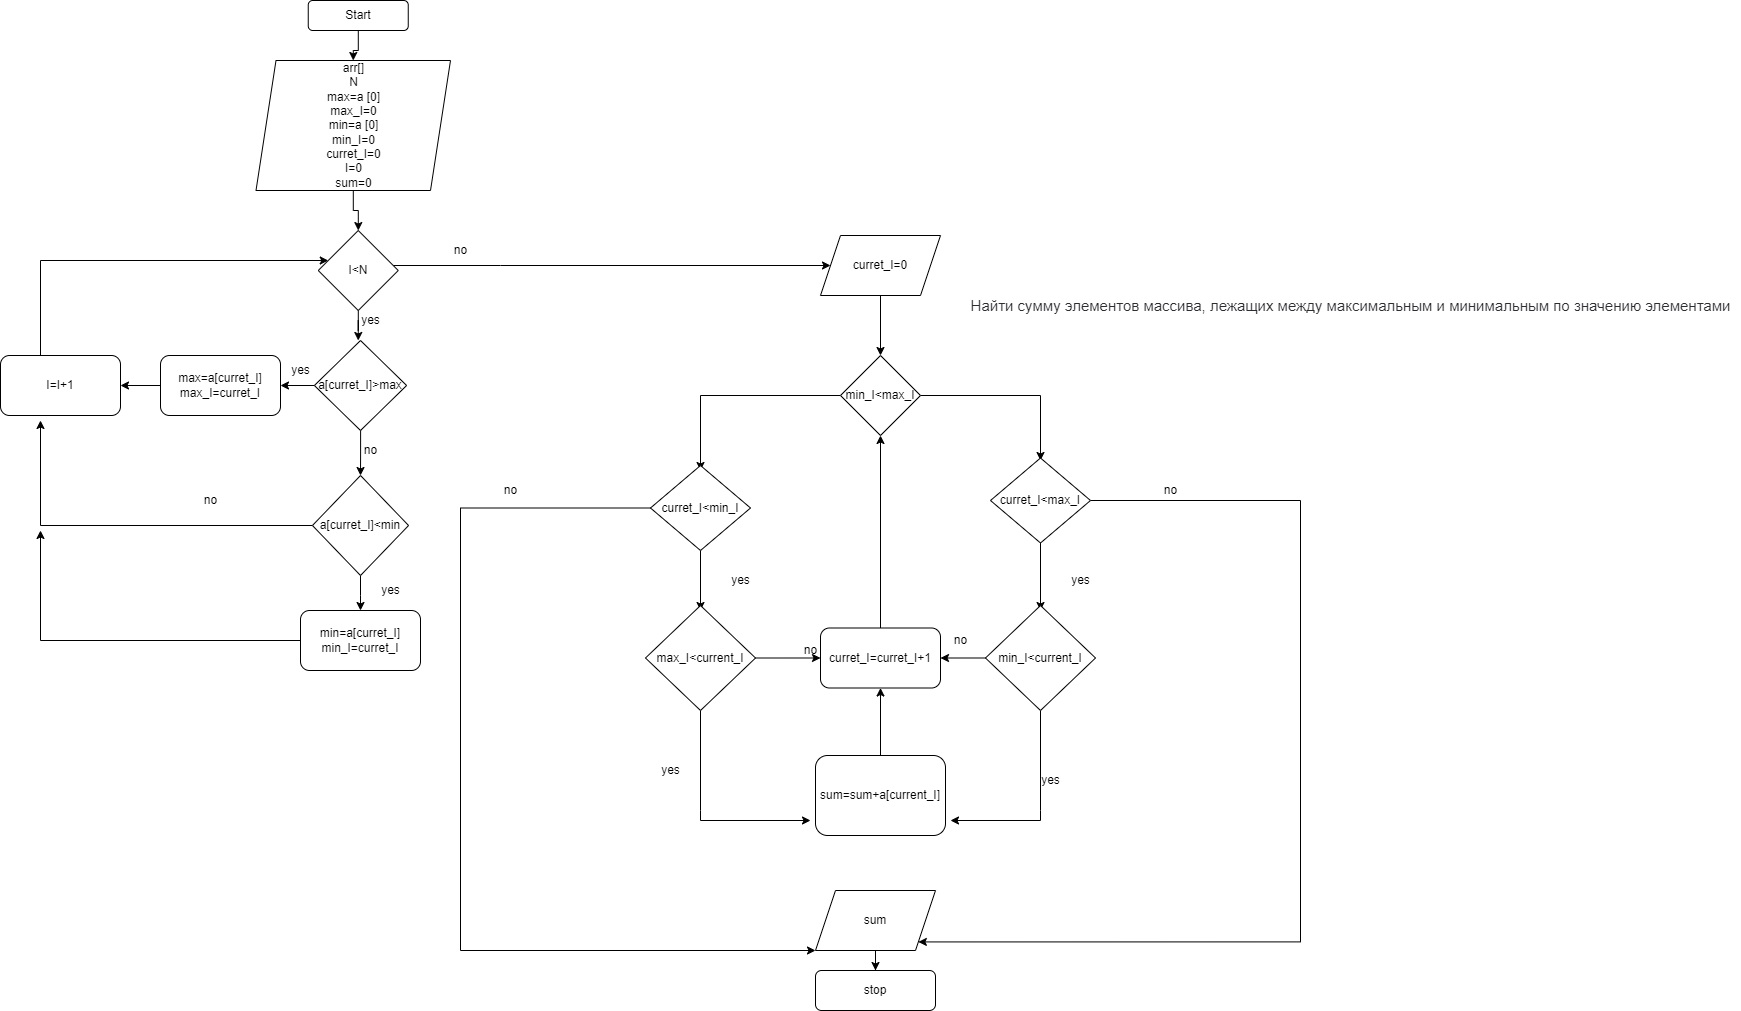 Start
arr[]
N
max=a [0]
max_I=0
min=a [0]
min_I=0
curret_I=0
I=0
sum=0
I<N
no
curret_I=0
yes
Найти сумму элементов массива, лежащих между максимальным и минимальным по значению элементами
I=I+1
max=a[curret_I]
max_I=curret_I
yes
a[curret_I]>max
no
min_I<max_I
no
a[curret_I]<min
yes
min=a[curret_I]
min_I=curret_I
no
curret_I<min_I
curret_I<max_I
no
yes
yes
max_I<current_I
no
curret_I=curret_I+1
no
min_I<current_I
yes
sum=sum+a[current_I]
yes
sum
stop